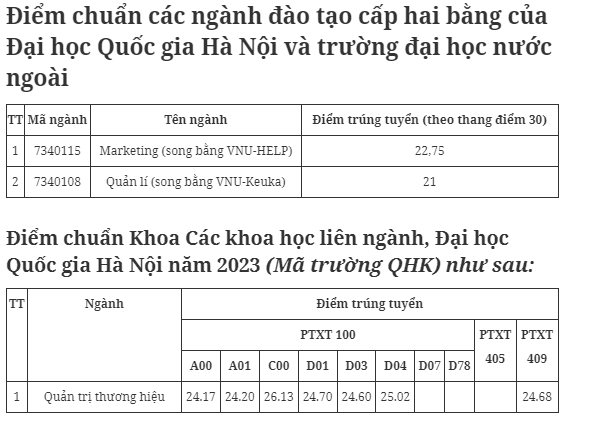 Điểm chuẩn các ngành đào tạo cấp hai bằng của
Đại học Quốc gia Hà Nội và trường đại học nước
ngoài
TT Mã ngành Tên ngành Điểm trúng tuyển (theo thang điểm 30)
1 7340115 Marketing (song bằng VNU-HELP) 22,75
2 7340108 Quản lí (song bằng VNU-Keuka) 21
Điểm chuẩn Khoa Các khoa học liên ngành, Đại học
Quốc gia Hà Nội năm 2023 (Mã trường QHK) như sau:
TT Ngành Điểm trúng tuyển
PTXT 100 PTXT 405 PTXT 409
A00 A01 C00 D01 D03 D04 D07 D78
1 Quản trị thương hiệu 24.17 24.20 26.13 24.70 24.60 25.02 24.68